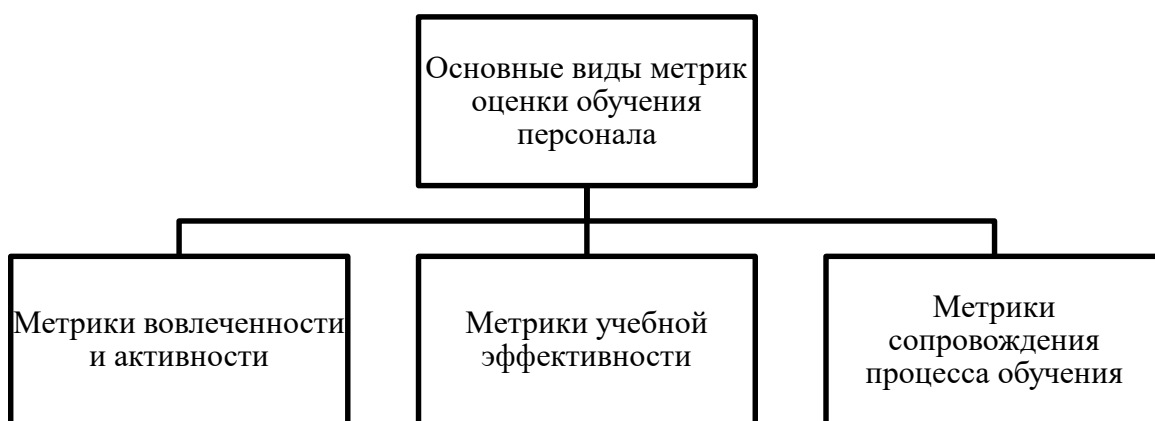 Основные виды метрик
оценки обучения
персонала
Метрики вовлеченности
и активности
Метрики учебной
эффективности
Метрики
сопровождения
процесса обучения